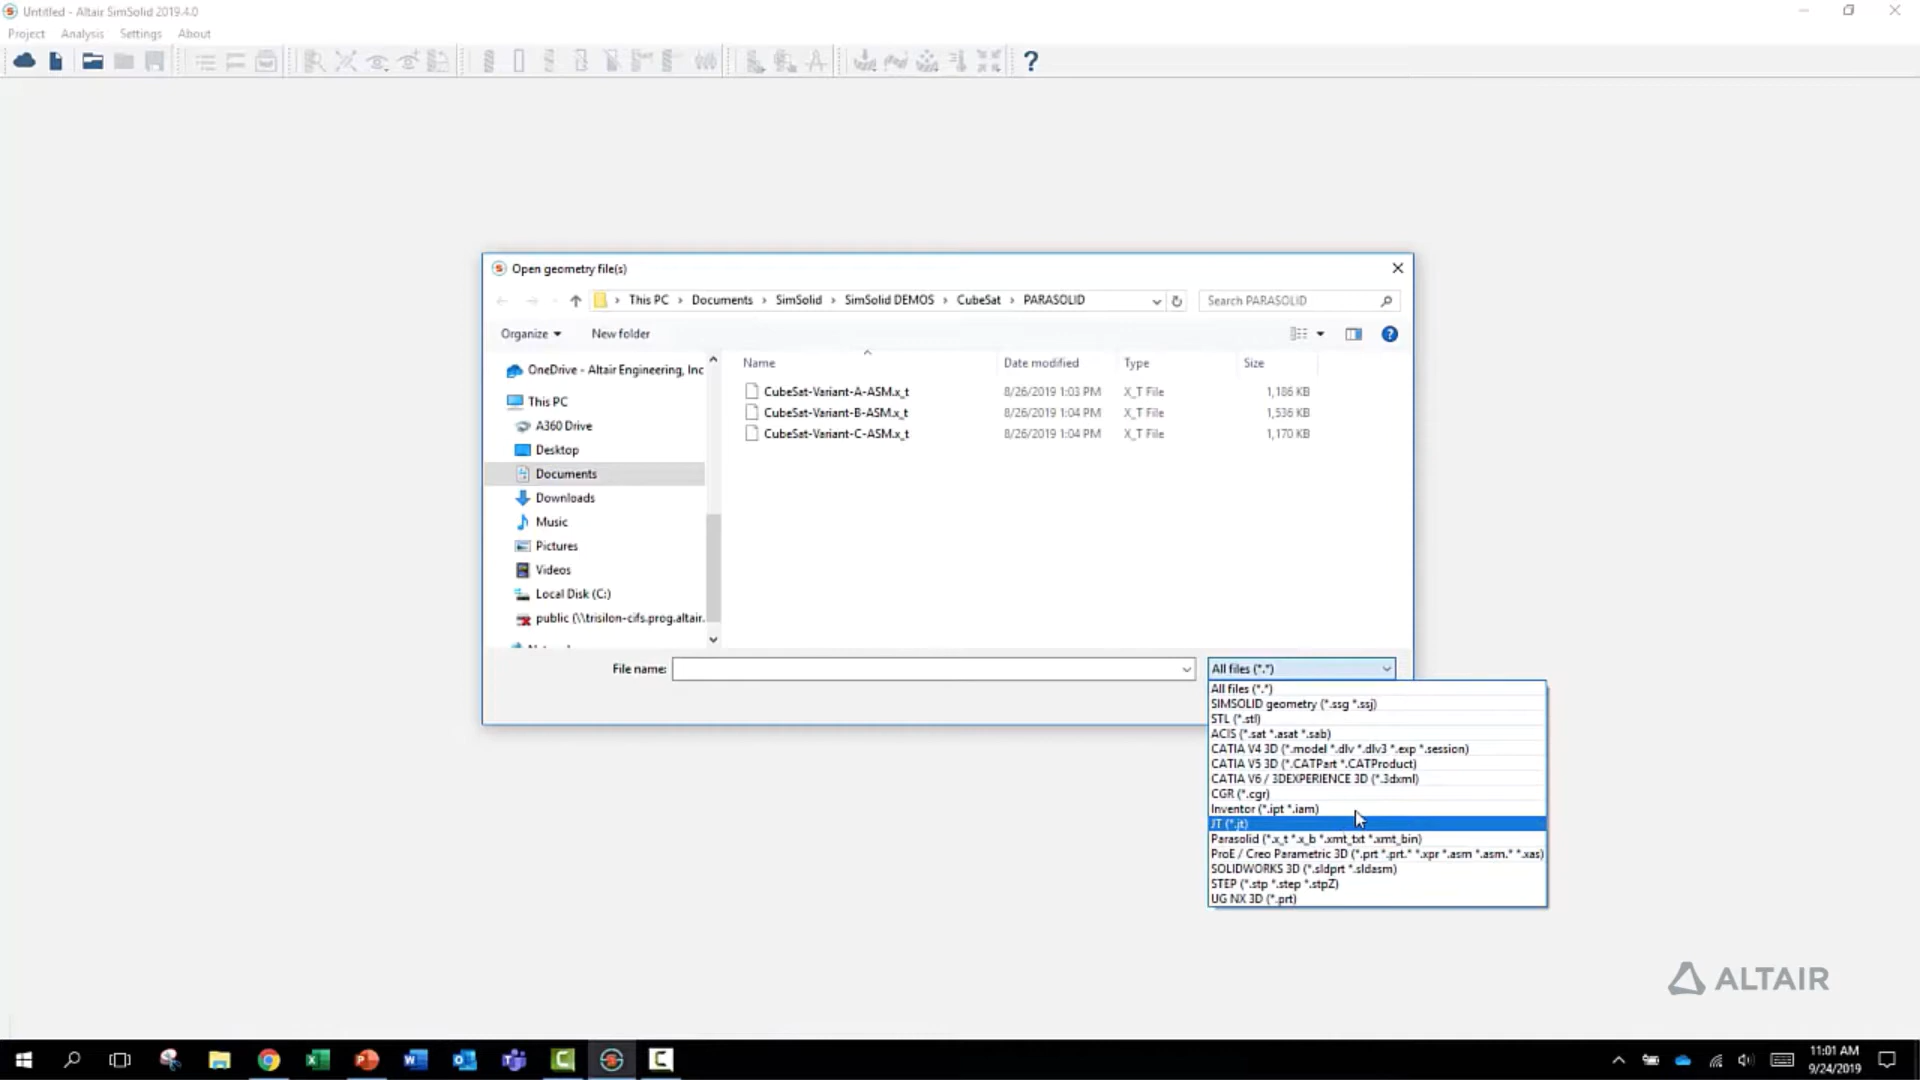 Untitled - Altair SimSolid 2019.4.0
Project Analysis Settings About
Open geometry file(s)
This PC › Documents › SimSolid › SimSolid DEMOS › CubeSat › PARASOLID
Search PARASOLID
Organize New folder
Name Date modified Type Size
OneDrive - Altair Engineering, Inc
This PC
A360 Drive
Desktop
Documents
Downloads
Music
Pictures
Videos
Local Disk (C:)
public (\\trisilon-cifs.prog.altair.
CubeSat-Variant-A-ASM.x_t 8/26/2019 1:03 PM X_T File 1,186 KB
CubeSat-Variant-B-ASM.x_t 8/26/2019 1:04 PM X_T File 1,536 KB
CubeSat-Variant-C-ASM.x_t 8/26/2019 1:04 PM X_T File 1,170 KB
File name: All files (*.*)
All files (*.*)
SIMSOLID geometry (*.ssg *.ssj)
STL (*.stl)
ACIS (*.sat *.asat *.sab)
CATIA V4 3D (*.model *.dlv *.dlv3 *.exp *.session)
CATIA V5 3D (*.CATPart *.CATProduct)
CATIA V6 / 3DEXPERIENCE 3D (*.3dxml)
CGR (*.cgr)
Inventor (*.ipt *.iam)
JT (*.jt)
Parasolid (*.x_t *.x_b *.xmt_txt *.xmt_bin)
ProE / Creo Parametric 3D (*.prt *.prt.* *.xpr *.asm *.asm.* *.xas)
SOLIDWORKS 3D (*.sldprt *.sldasm)
STEP (*.stp *.step *.stpZ)
UG NX 3D (*.prt)
ALTAIR
11:01 AM
9/24/2019